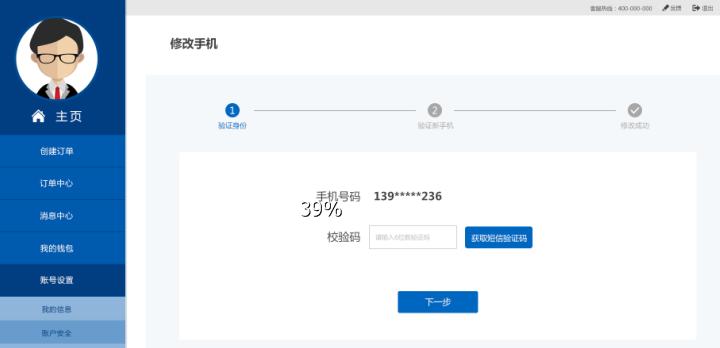 客服热线：400-000-000 反馈 退出
修改手机
主页
创建订单
订单中心
消息中心
我的钱包
账号设置
我的信息
账户安全
1 2
验证身份 验证新手机 修改成功
手机号码 139*****236
39%
校验码 请输入6位数验证码 获取短信验证码
下一步